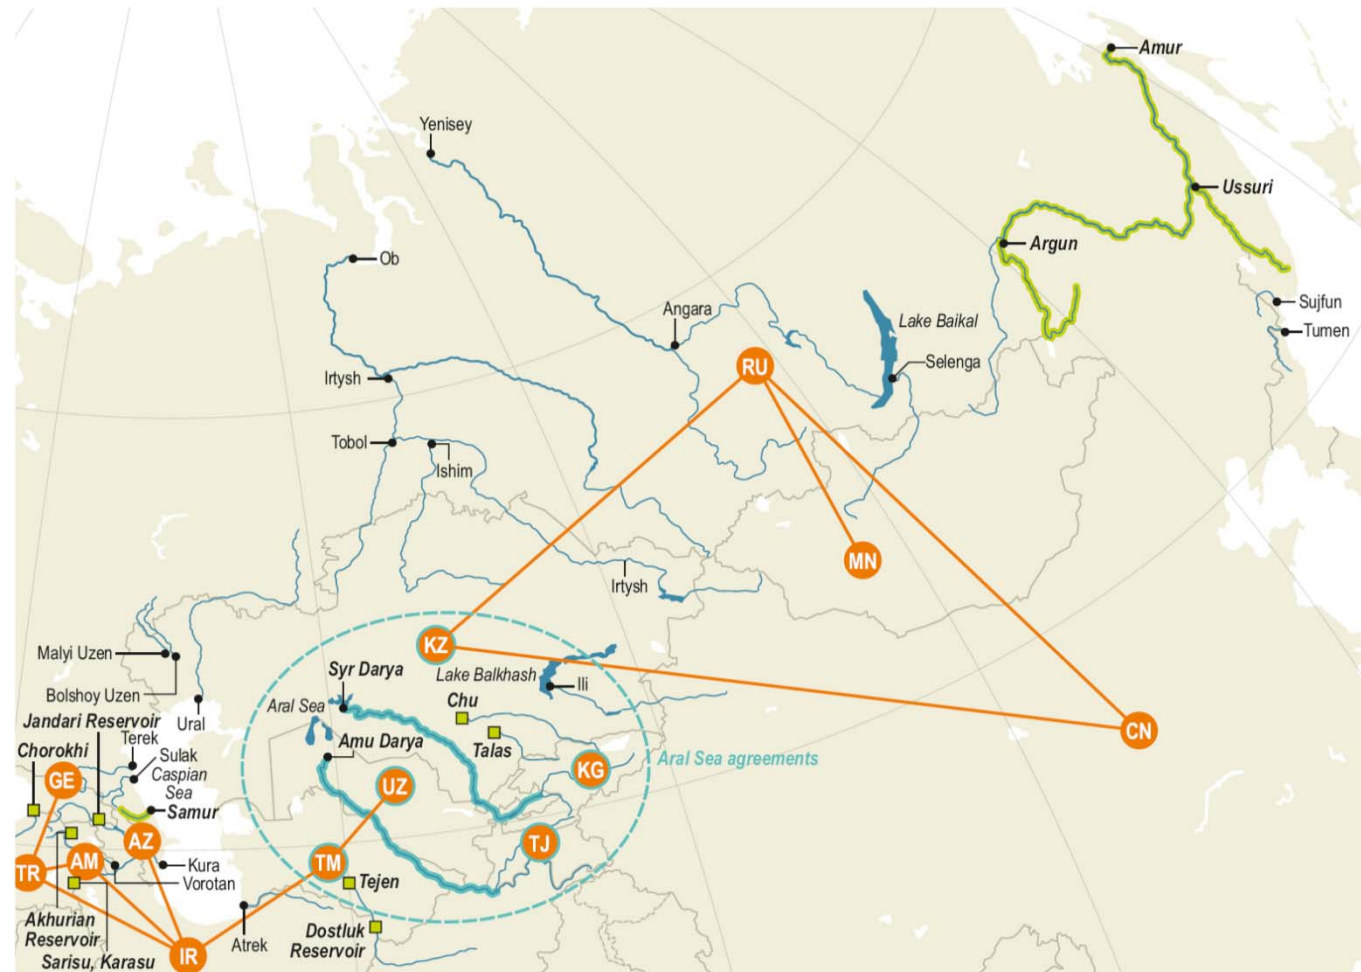 Amur
Yenisey
Ussuri
Argun
Ob
Sujfun
Angara
Lake Baikal
Tumen
RU
Selenga
Irtysh
Tobol
Ishim
MN
Irtysh
Malyi Uzen
KZ
Syr Darya
Lake Balkhash
Ili
Bolshoy Uzen
Chu
Aral Sea
Jandari Reservoir
Ural
CN
Terek
Amu Darya
Talas
Chorokhi
Sulak
Aral Sea agreements
GE
Caspian
Sea
KG
UZ
Samur
AZ
TJ
AM
TM
Kura
TR
Tejen
Vorotan
Akhurian
Reservoir
Dostluk
Reservoir
Atrek
Sarisu, Karasu
IR